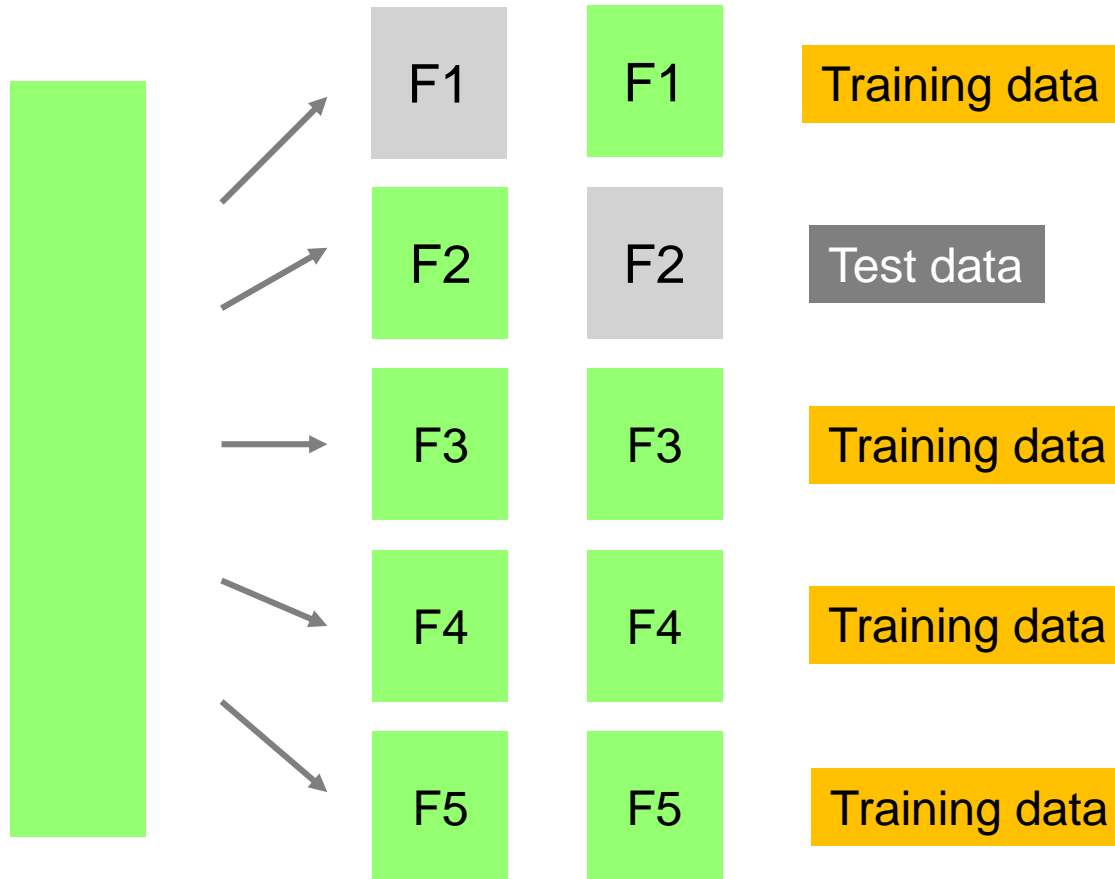 F1 F1 Training data
F2 F2 Test data
F3 F3 Training data
F4 F4 Training data
F5 F5 Training data